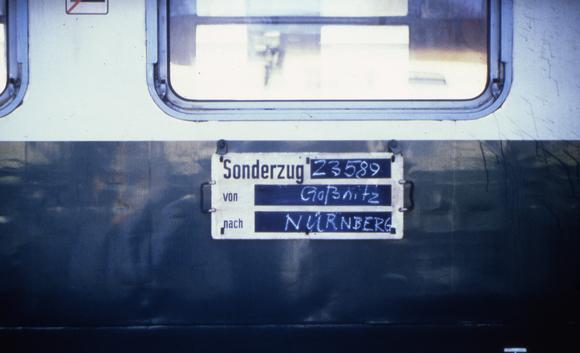 Sonderzug 23589
von Goßnitz
nach NÜRNBERG